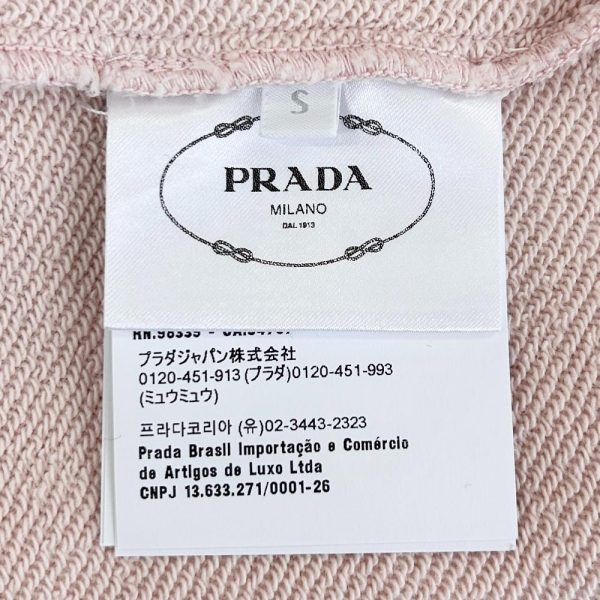 S
PRADA
MILANO
DAL 1913
プラダジャパン株式会社
0120-451-913 (プラダ)0120-451-993
(ミュウミュウ)
프라다코리아 (유)02-3443-2323
Prada Brasil Importação e Comércio
de Artigos de Luxo Ltda
CNPJ 13.633.271/0001-26